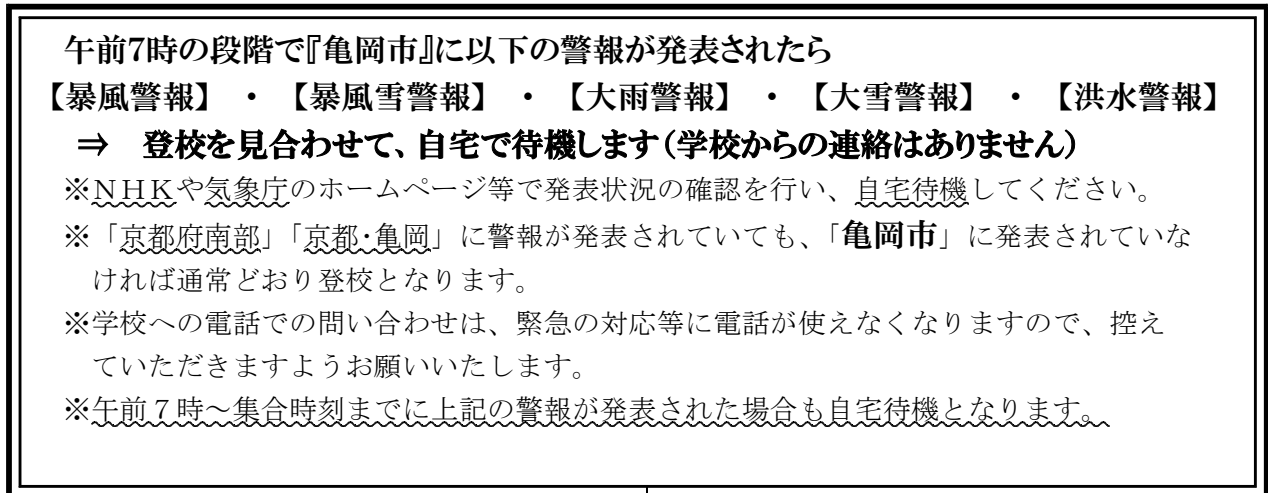 午前7時の段階で『亀岡市』に以下の警報が発表されたら
【暴風警報】 ・ 【暴風雪警報】 ・ 【大雨警報】 ・ 【大雪警報】 ・ 【洪水警報】
⇒ 登校を見合わせて、自宅で待機します（学校からの連絡はありません）
※ＮＨＫや気象庁のホームページ等で発表状況の確認を行い、自宅待機してください。
※「京都府南部」「京都・亀岡」に警報が発表されていても、「亀岡市」に発表されていな
ければ通常どおり登校となります。
※学校への電話での問い合わせは、緊急の対応等に電話が使えなくなりますので、控え
ていただきますようお願いいたします。
※午前７時～集合時刻までに上記の警報が発表された場合も自宅待機となります。